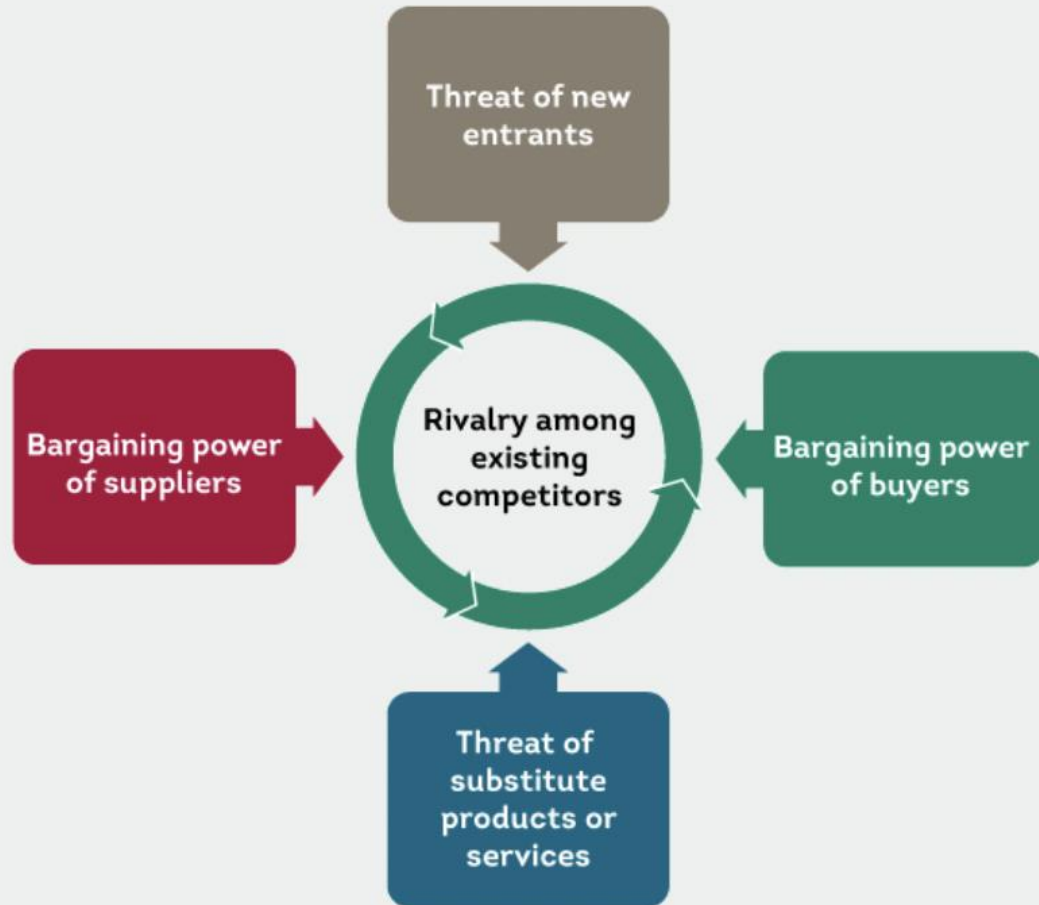 Threat of new
entrants
Bargaining power
of suppliers
Rivalry among
existing
competitors
Bargaining power
of buyers
Threat of
substitute
products or
services